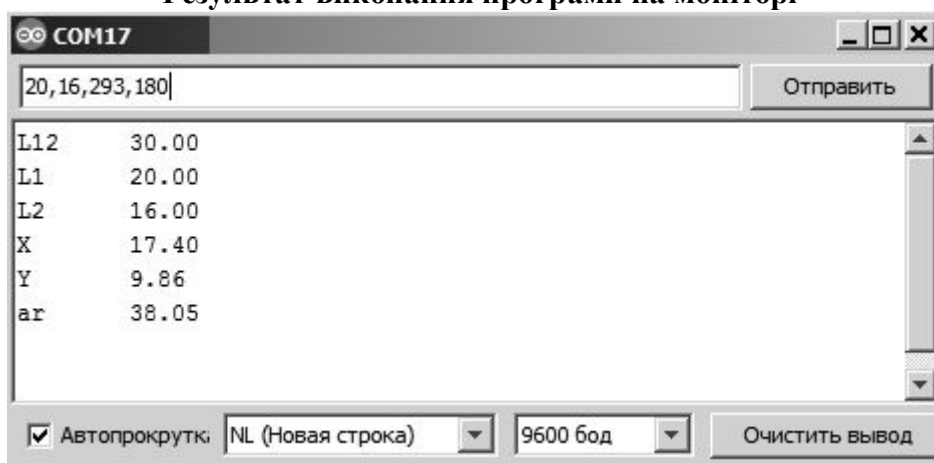 Результат виконання програми на моніторі
COM17
20,16,293,180
Отправить
L12 30.00
L1 20.00
L2 16.00
X 17.40
Y 9.86
ar 38.05
Автопрокрутка NL (Новая строка) 9600 бод Очистить вывод